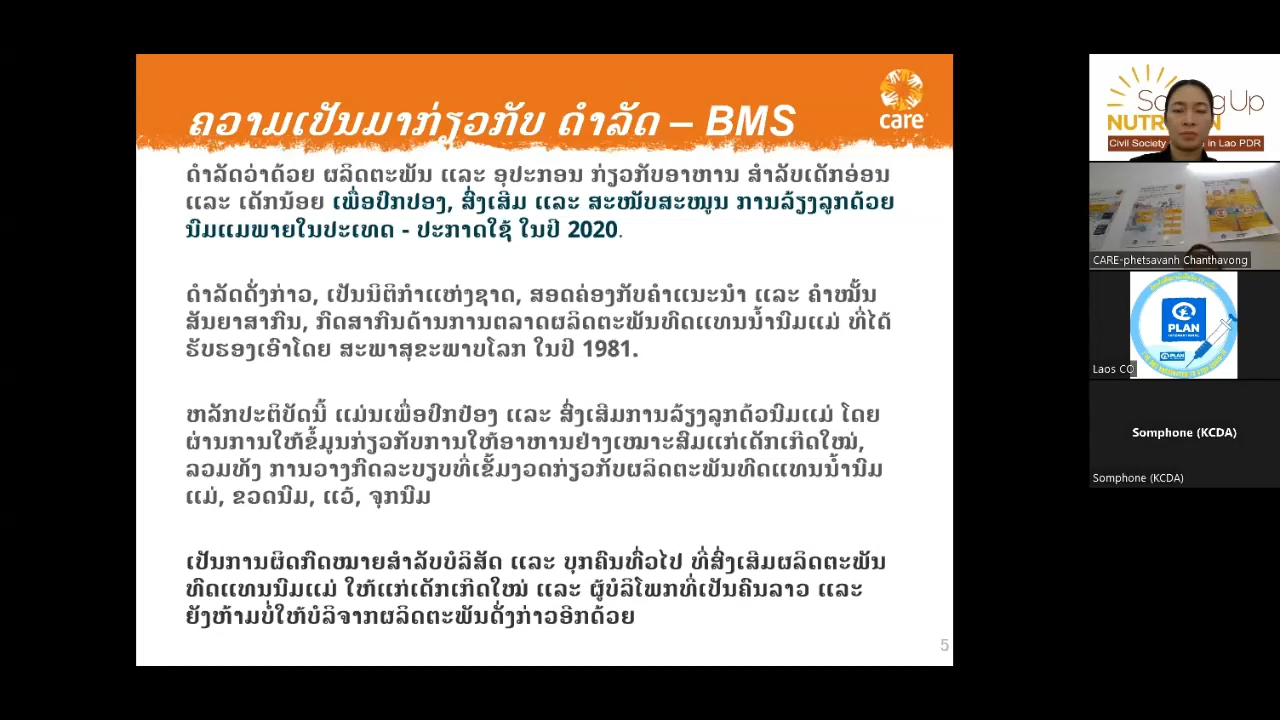 ຄວາມເປັນມາກ່ຽວກັບ ດຳລັດ – BMS
care
ດຳລັດວ່າດ້ວຍ ຜລິດຕະພັນ ແລະ ອຸປະກອນ ກ່ຽວກັບອາຫານ ສຳລັບເດັກອ່ອນ
ແລະ ເດັກນ້ອຍ ເພື່ອປົກປອງ, ສົ່ງເສີມ ແລະ ສະໜັບສະໜູນ ການລ້ຽງລູກດ້ວຍ
ນົມແມພາຍໃນປະເທດ - ປະກາດໃຊ້ ໃນປີ 2020.
ດຳລັດດັ່ງກ່າວ, ເປັນນິຕິກຳແຫ່ງຊາດ, ສອດຄ່ອງກັບຄຳແນະນຳ ແລະ ຄຳໝັ້ນ
ສັນຍາສາກົນ, ກົດສາກົນດ້ານການຕລາດຜລິດຕະພັນທົດແທນນ້ຳນົມແມ່ ທີ່ໄດ້
ຮັບຮອງເອົາໂດຍ ສະພາສຸຂະພາບໂລກ ໃນປີ 1981.
ຫລັກປະຕິບັດນີ້ ແມ່ນເພື່ອປົກປ້ອງ ແລະ ສົ່ງເສີມການລ້ຽງລູກດ້ວນົມແມ່ ໂດຍ
ຜ່ານການໃຫ້ຂໍ້ມູນກ່ຽວກັບການໃຫ້ອາຫານຢ່າງເໝາະສົມແກ່ເດັກເກີດໃໝ່,
ລວມທັງ ການວາງກົດລະບຽບທີ່ເຂັ້ມງວດກ່ຽວກັບຜລິດຕະພັນທົດແທນນ້ຳນົມ
ແມ່, ຂວດນົມ, ແວ້, ຈຸກນົມ
ເປັນການຜິດກົດໝາຍສຳລັບບໍລິສັດ ແລະ ບຸກຄົນທົ່ວໄປ ທີ່ສົ່ງເສີມຜລິດຕະພັນ
ທົດແທນນົມແມ່ ໃຫ້ແກ່ເດັກເກີດໃໝ່ ແລະ ຜູ້ບໍລິໂພກທີ່ເປັນຄົນລາວ ແລະ
ຍັງຫ້າມບໍ່ໃຫ້ບໍລິຈາກຜລິດຕະພັນດັ່ງກ່າວອີກດ້ວຍ
5
Up
NUTR N
Civil Society in Lao PDR
CARE-phetsavanh Chanthavong
PLAN
INTERNATIONAL
PLAN
Laos CO
Somphone (KCDA)
Somphone (KCDA)